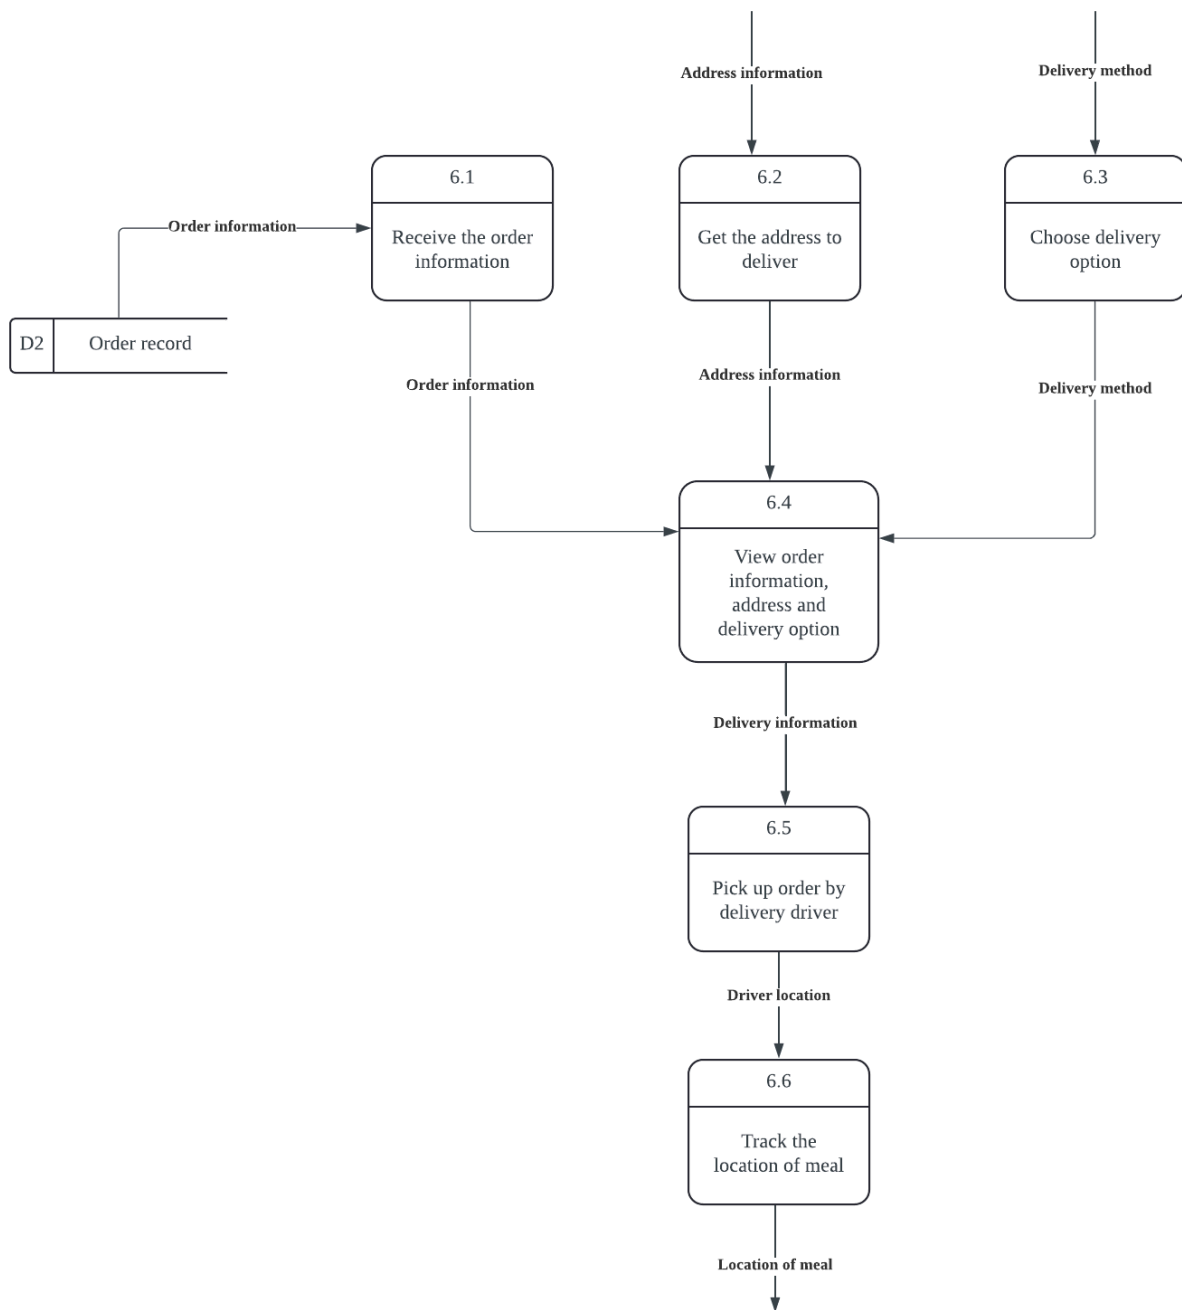 Address information
Delivery method
6.1
Receive the order
information
6.2
Get the address to
deliver
6.3
Choose delivery
option
Order information
D2
Order record
Order information
Address information
Delivery method
6.4
View order
information,
address and
delivery option
Delivery information
6.5
Pick up order by
delivery driver
Driver location
6.6
Track the
location of meal
Location of meal